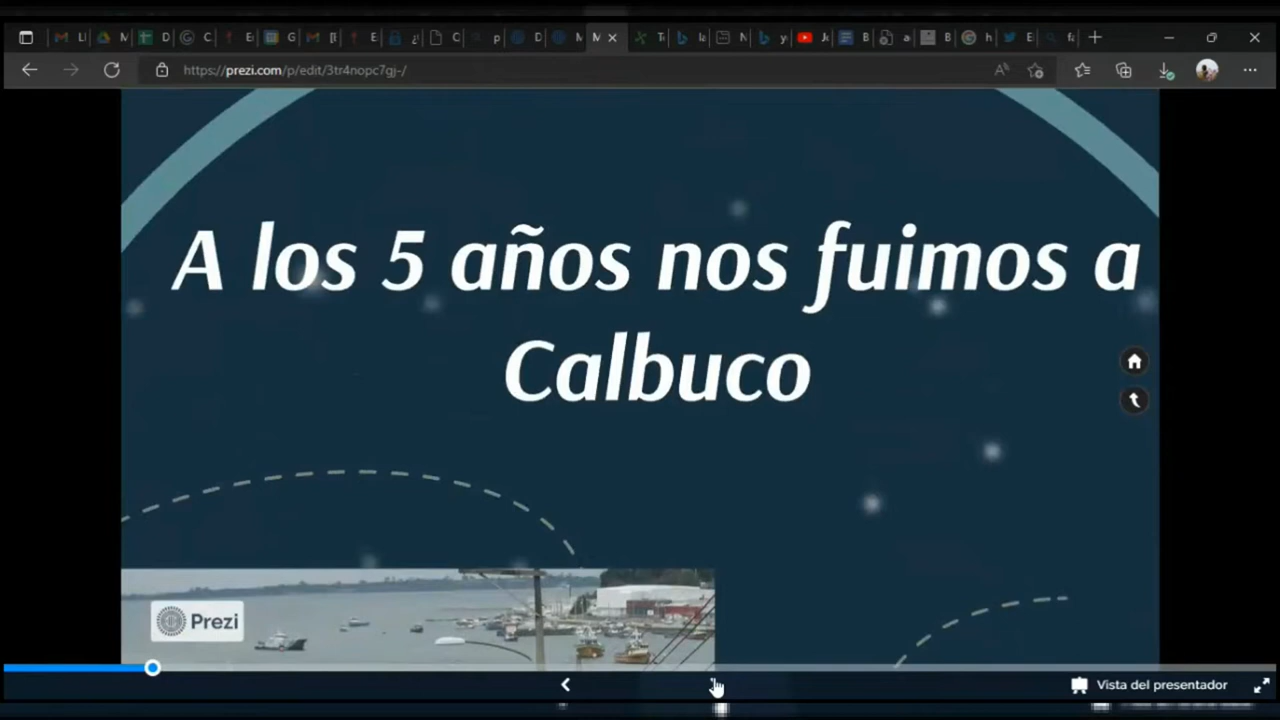 https://prezi.com/p/edit/3tr4nopc7gj-/
A los 5 años nos fuimos a
Calbuco
Prezi
Vista del presentador